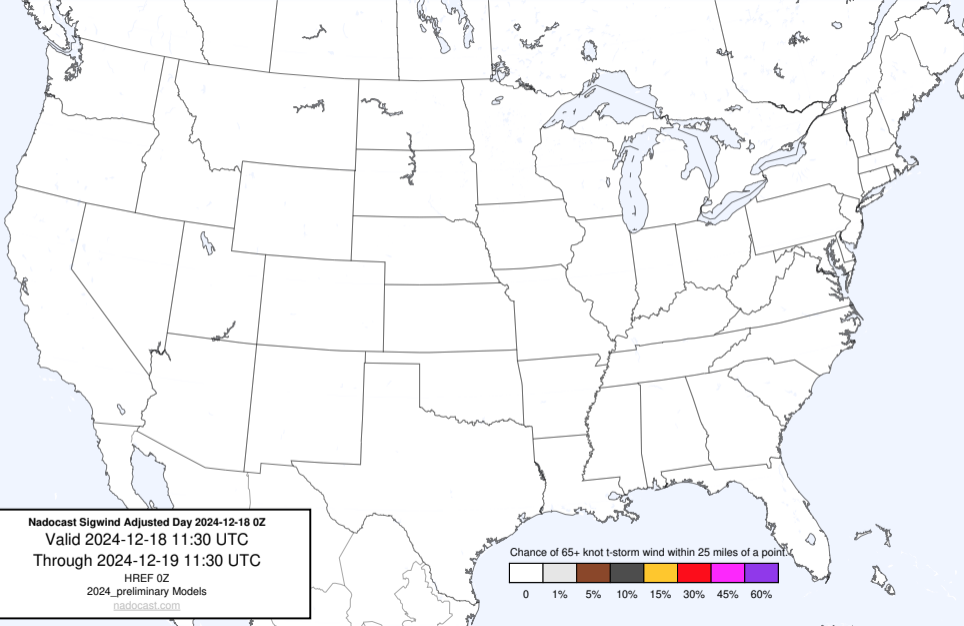 Nadocast Sigwind Adjusted Day 2024-12-18 0Z
Valid 2024-12-18 11:30 UTC
Through 2024-12-19 11:30 UTC
HREF 0Z
2024_preliminary Models
nadocast.com
Chance of 65+ knot t-storm wind within 25 miles of a point.
0 1% 5% 10% 15% 30% 45% 60%